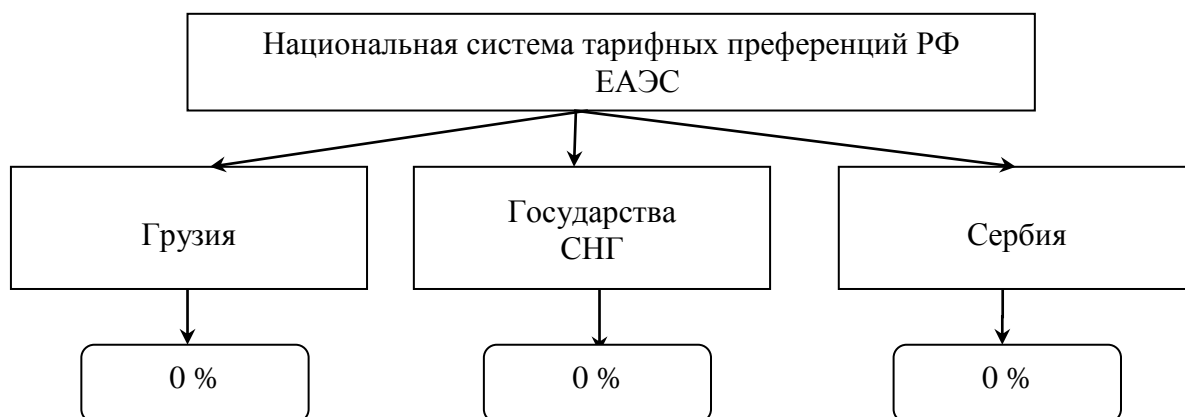 Национальная система тарифных преференций РФ
ЕАЭС
Грузия
Государства
СНГ
Сербия
0 %
0 %
0 %